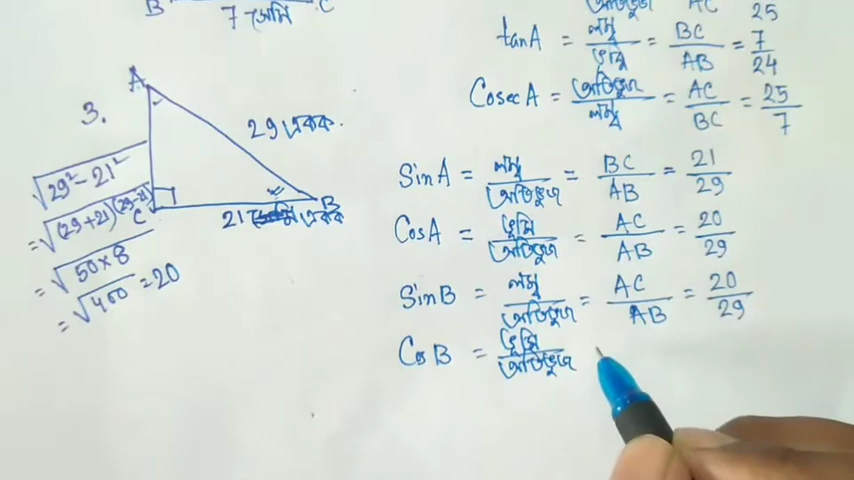 B 7 সেমি C
AC 25
tanA = লম্ব/ভূমি = BC/AB = 7/24
CosecA = অতিভুজ/লম্ব = AC/BC = 25/7
3.
A
29 একক
B
C
21 একক
√29² - 21²
= √(29+21)(29-21)
= √50×8
= √400 = 20
SinA = লম্ব/অতিভুজ = BC/AB = 21/29
CosA = ভূমি/অতিভুজ = AC/AB = 20/29
SinB = লম্ব/অতিভুজ = AC/AB = 20/29
CosB = ভূমি/অতিভুজ